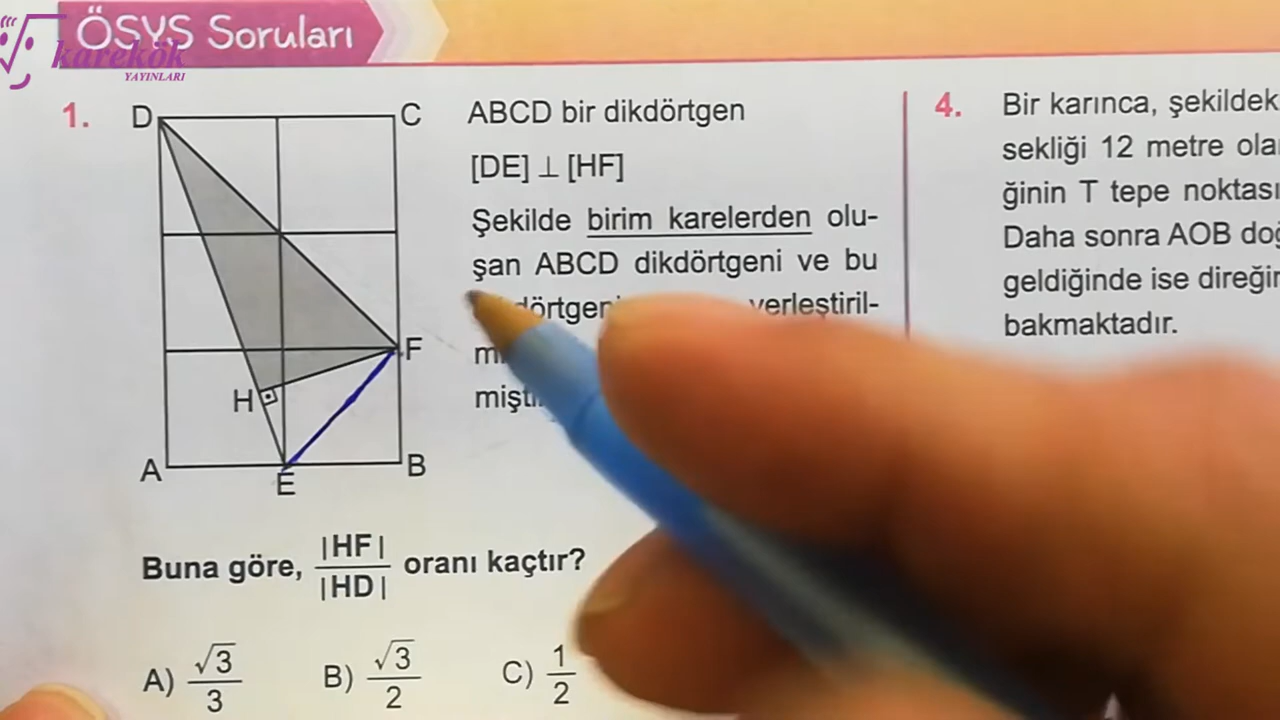 ÖSYS Soruları
karekök
YAYINLARI
1.
D
C
F
H
A
E
B
ABCD bir dikdörtgen
[DE] ⊥ [HF]
Şekilde birim karelerden olu-
şan ABCD dikdörtgeni ve bu
verleştiril-
Buna göre, |HF| / |HD| oranı kaçtır?
A) √3 / 3
B) √3 / 2
C) 1 / 2
4.
Bir karınca, şekildek
sekliği 12 metre ola
ğinin T tepe noktası
Daha sonra AOB doğ
geldiğinde ise direğin
bakmaktadır.